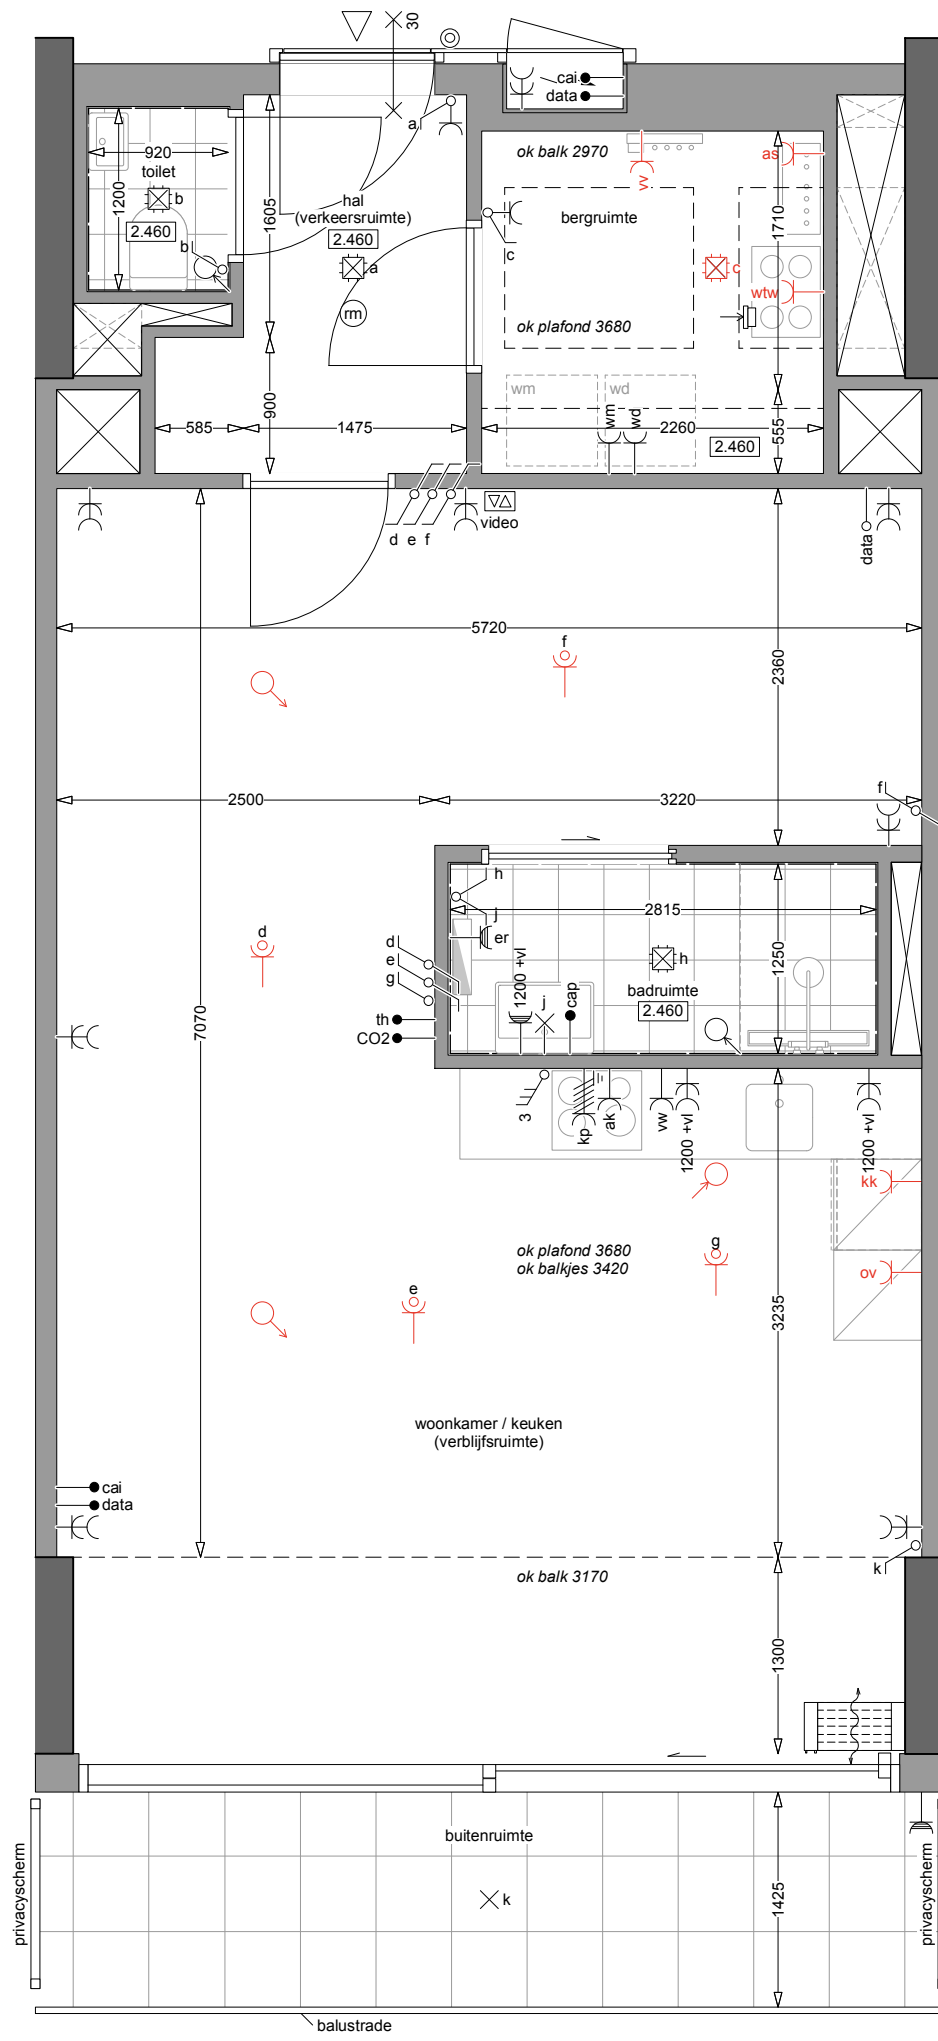 30
cai
data
a
ok balk 2970
as
920
toilet
vv
1200
b
2.460
b
1605
hal
(verkeersruimte)
2.460
a
rm
bergruimte
c
1710
c
wtw
ok plafond 3680
900
wm
wd
wm
wd
585
1475
2260
2.460
555
d e f
video
data
5720
f
2360
2500
3220
f
h
2815
j
er
d
d
e
g
1200 +vl
j
cap
h
badruimte
2.460
1250
7070
th
CO2
3
kp
ak
vw
1200 +vl
1200 +vl
kk
g
ok plafond 3680
ok balkjes 3420
ov
e
3235
woonkamer / keuken
(verblijfsruimte)
cai
data
k
ok balk 3170
1300
buitenruimte
privacyscherm
k
1425
privacyscherm
balustrade